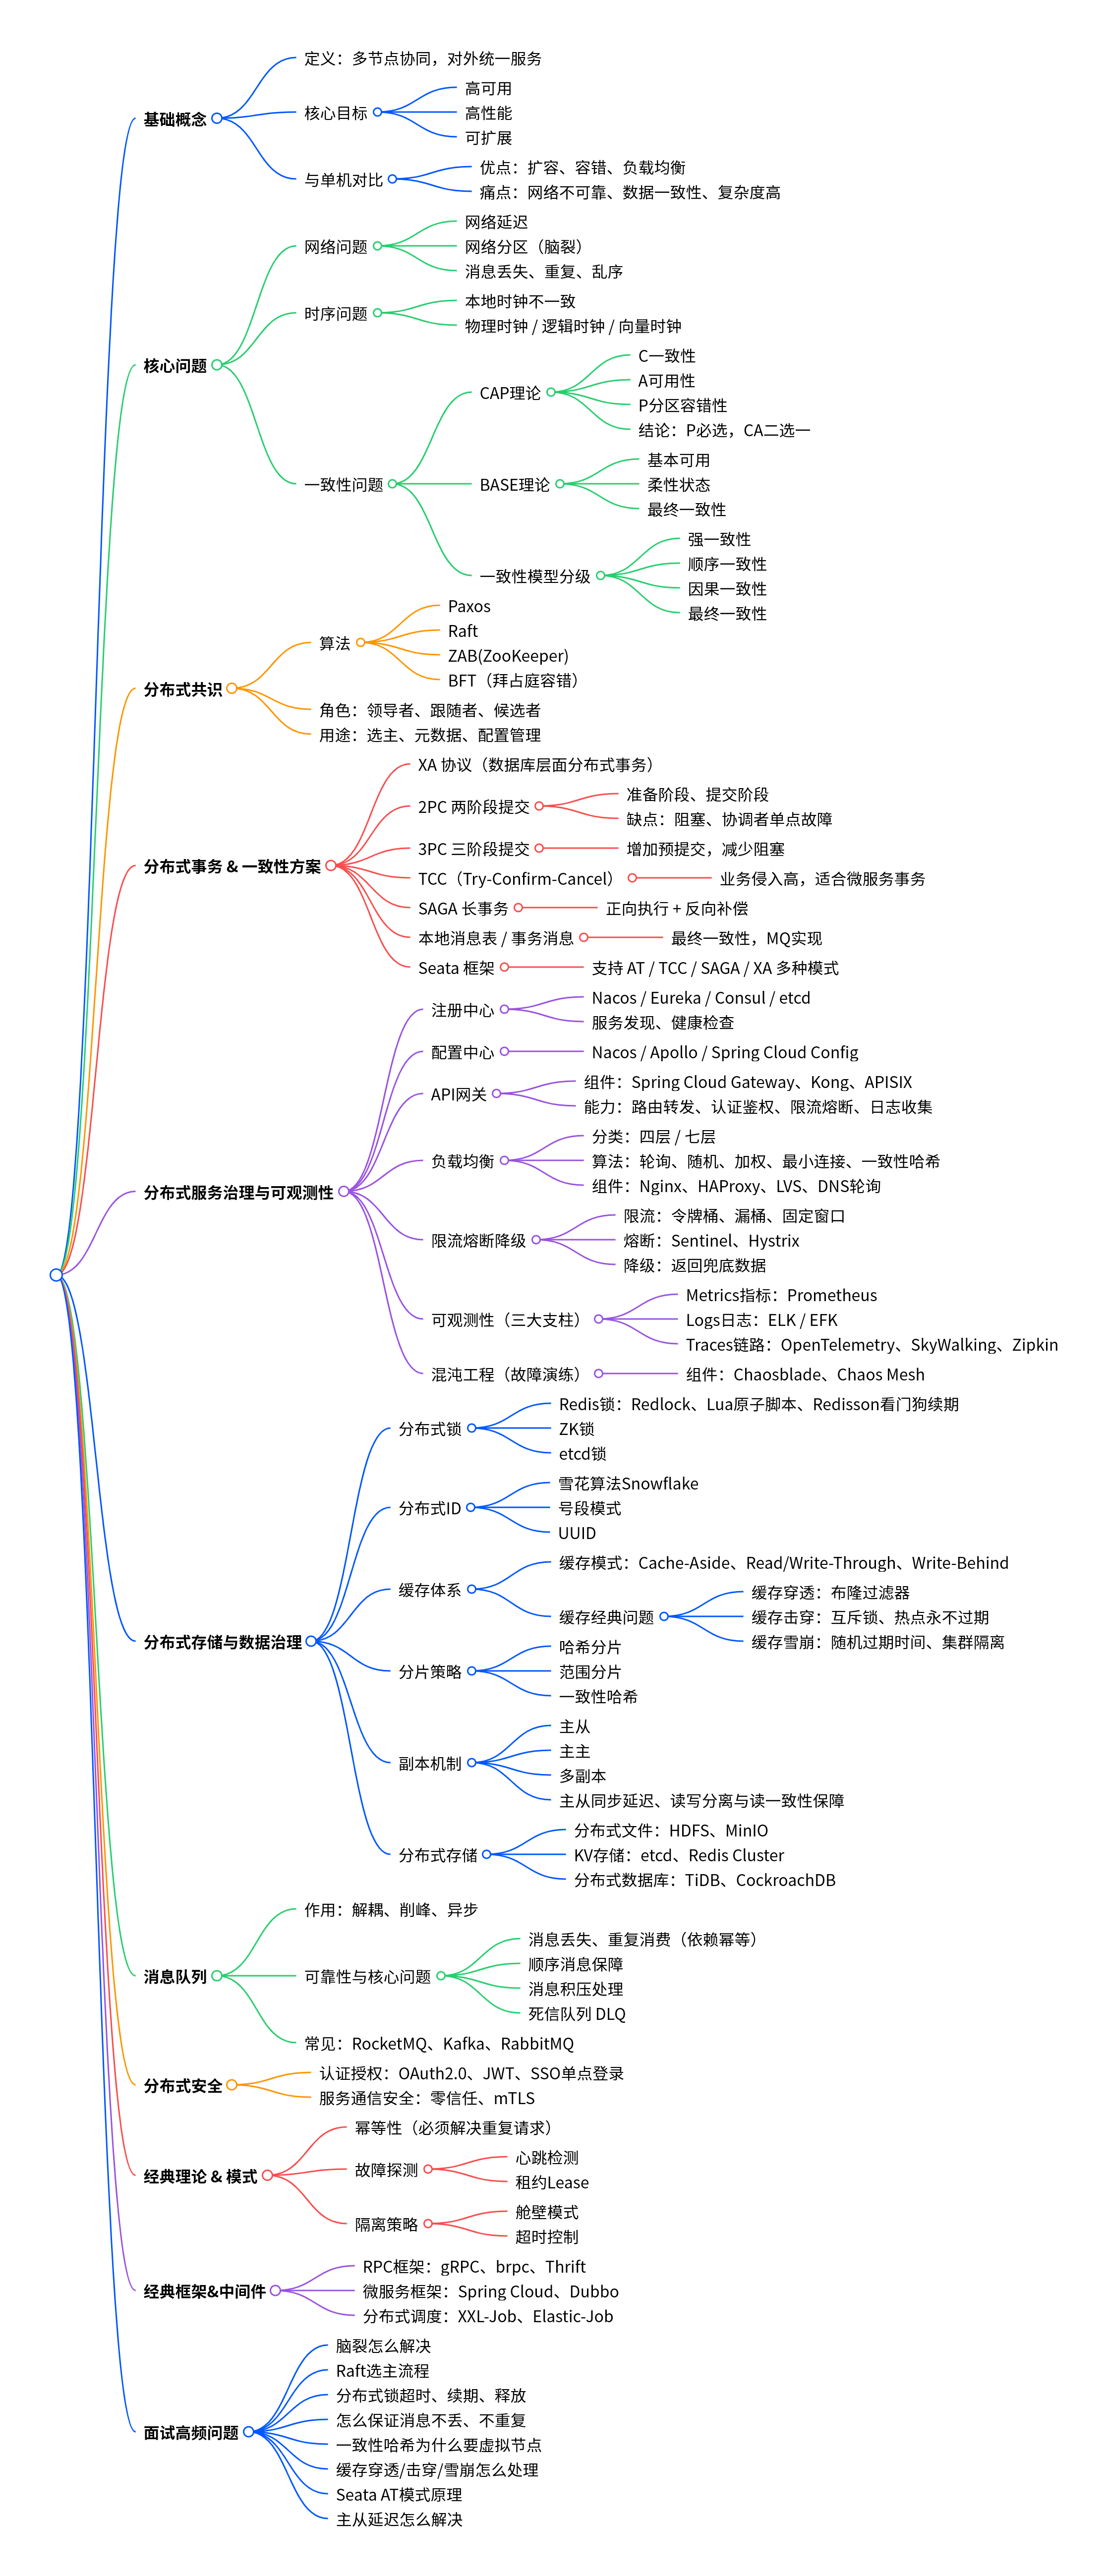 基础概念
定义：多节点协同，对外统一服务
核心目标
高可用
高性能
可扩展
与单机对比
优点：扩容、容错、负载均衡
痛点：网络不可靠、数据一致性、复杂度高
核心问题
网络问题
网络延迟
网络分区（脑裂）
消息丢失、重复、乱序
时序问题
本地时钟不一致
物理时钟 / 逻辑时钟 / 向量时钟
一致性问题
CAP理论
C一致性
A可用性
P分区容错性
结论：P必选，CA二选一
BASE理论
基本可用
柔性状态
最终一致性
一致性模型分级
强一致性
顺序一致性
因果一致性
最终一致性
分布式共识
算法
Paxos
Raft
ZAB(ZooKeeper)
BFT（拜占庭容错）
角色：领导者、跟随者、候选者
用途：选主、元数据、配置管理
分布式事务 & 一致性方案
XA 协议（数据库层面分布式事务）
2PC 两阶段提交
准备阶段、提交阶段
缺点：阻塞、协调者单点故障
3PC 三阶段提交
增加预提交，减少阻塞
TCC（Try-Confirm-Cancel）
业务侵入高，适合微服务事务
SAGA 长事务
正向执行 + 反向补偿
本地消息表 / 事务消息
最终一致性，MQ实现
Seata 框架
支持 AT / TCC / SAGA / XA 多种模式
分布式服务治理与可观测性
注册中心
Nacos / Eureka / Consul / etcd
服务发现、健康检查
配置中心
Nacos / Apollo / Spring Cloud Config
API网关
组件：Spring Cloud Gateway、Kong、APISIX
能力：路由转发、认证鉴权、限流熔断、日志收集
负载均衡
分类：四层 / 七层
算法：轮询、随机、加权、最小连接、一致性哈希
组件：Nginx、HAProxy、LVS、DNS轮询
限流熔断降级
限流：令牌桶、漏桶、固定窗口
熔断：Sentinel、Hystrix
降级：返回兜底数据
可观测性（三大支柱）
Metrics指标：Prometheus
Logs日志：ELK / EFK
Traces链路：OpenTelemetry、SkyWalking、Zipkin
混沌工程（故障演练）
组件：Chaosblade、Chaos Mesh
分布式存储与数据治理
分布式锁
Redis锁：Redlock、Lua原子脚本、Redisson看门狗续期
ZK锁
etcd锁
分布式ID
雪花算法Snowflake
号段模式
UUID
缓存体系
缓存模式：Cache-Aside、Read/Write-Through、Write-Behind
缓存经典问题
缓存穿透：布隆过滤器
缓存击穿：互斥锁、热点永不过期
缓存雪崩：随机过期时间、集群隔离
分片策略
哈希分片
范围分片
一致性哈希
副本机制
主从
主主
多副本
主从同步延迟、读写分离与读一致性保障
分布式存储
分布式文件：HDFS、MinIO
KV存储：etcd、Redis Cluster
分布式数据库：TiDB、CockroachDB
消息队列
作用：解耦、削峰、异步
可靠性与核心问题
消息丢失、重复消费（依赖幂等）
顺序消息保障
消息积压处理
死信队列 DLQ
常见：RocketMQ、Kafka、RabbitMQ
分布式安全
认证授权：OAuth2.0、JWT、SSO单点登录
服务通信安全：零信任、mTLS
经典理论 & 模式
幂等性（必须解决重复请求）
故障探测
心跳检测
租约Lease
隔离策略
舱壁模式
超时控制
经典框架&中间件
RPC框架：gRPC、brpc、Thrift
微服务框架：Spring Cloud、Dubbo
分布式调度：XXL-Job、Elastic-Job
面试高频问题
脑裂怎么解决
Raft选主流程
分布式锁超时、续期、释放
怎么保证消息不丢、不重复
一致性哈希为什么要虚拟节点
缓存穿透/击穿/雪崩怎么处理
Seata AT模式原理
主从延迟怎么解决